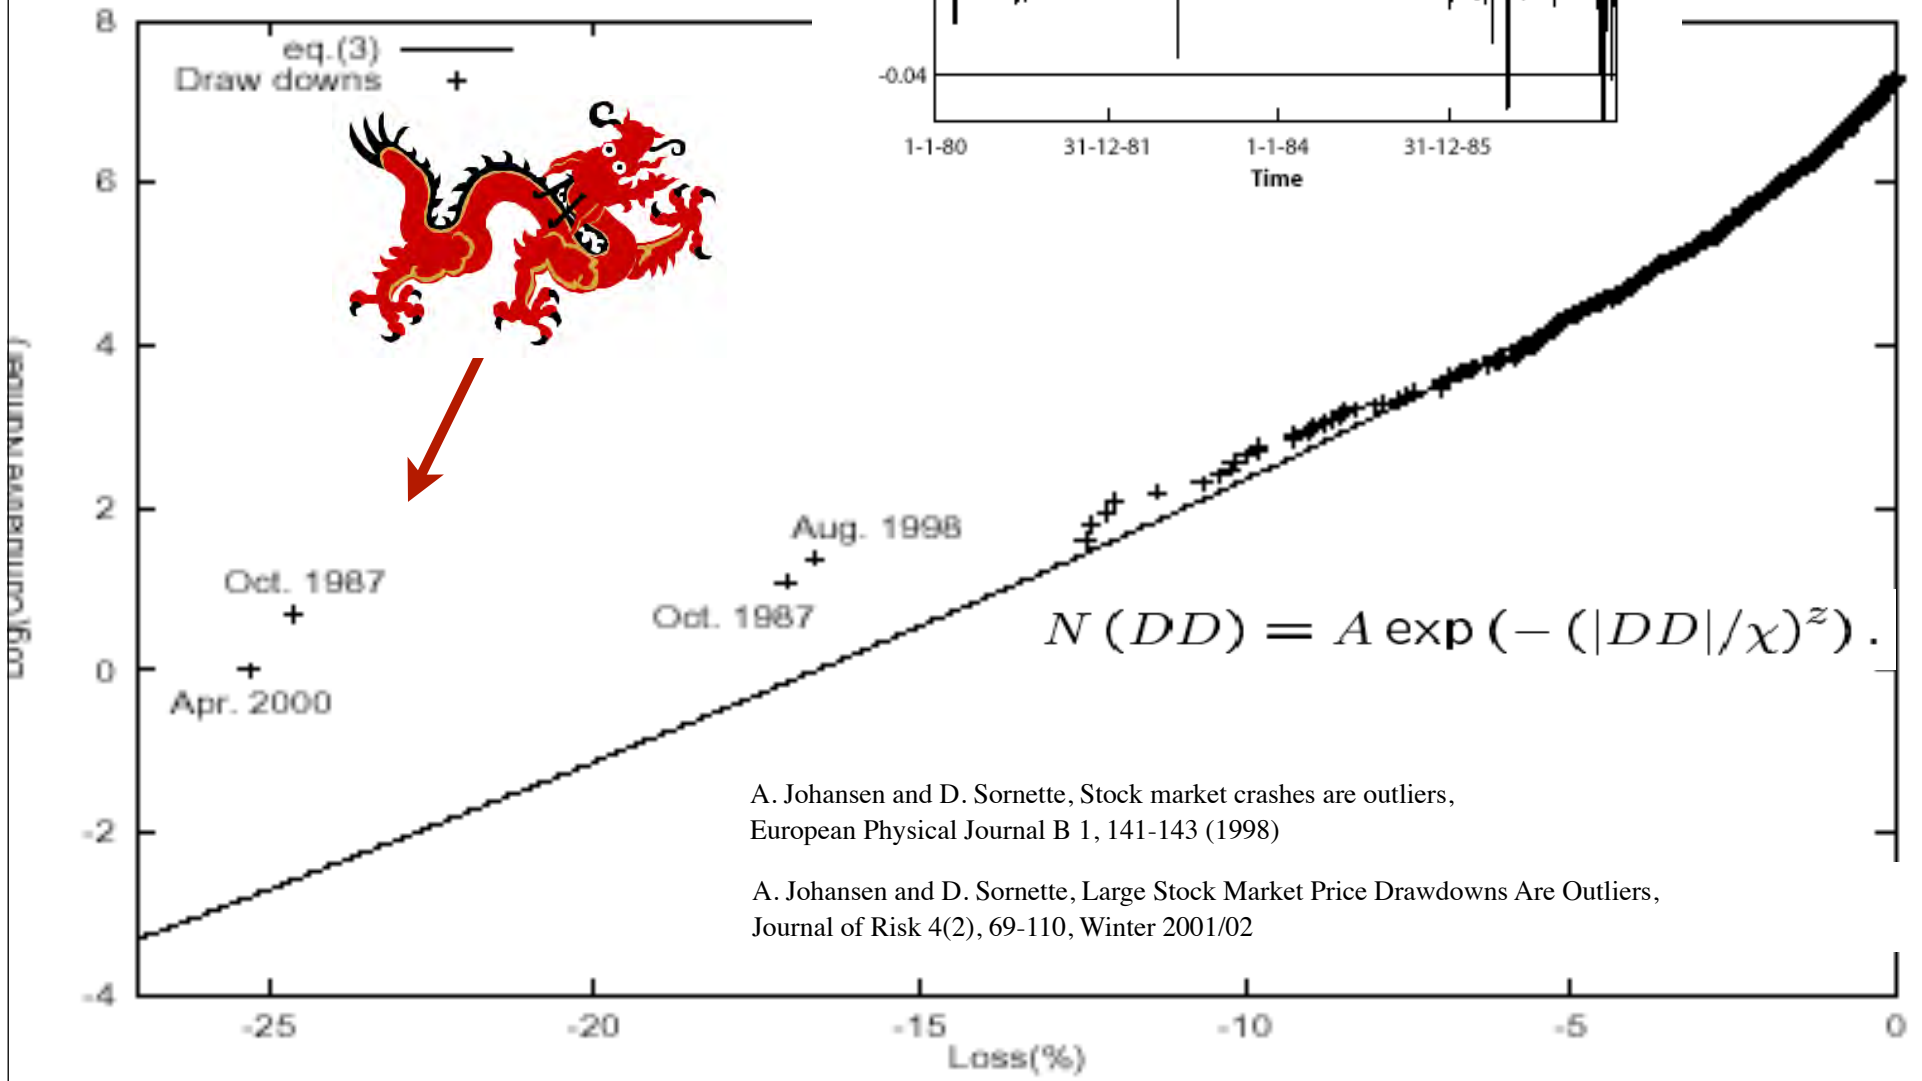 8
eq.(3)
Draw downs
-0.04
1-1-80 31-12-81 1-1-84 31-12-85
Time
6
4
2
0
-2
-4
Log(Cumulative Number)
Aug. 1998
Oct. 1987
Oct. 1987
Apr. 2000
N (DD) = A exp (− (|DD|/χ)^z) .
A. Johansen and D. Sornette, Stock market crashes are outliers,
European Physical Journal B 1, 141-143 (1998)
A. Johansen and D. Sornette, Large Stock Market Price Drawdowns Are Outliers,
Journal of Risk 4(2), 69-110, Winter 2001/02
-25 -20 -15 -10 -5 0
Loss(%)